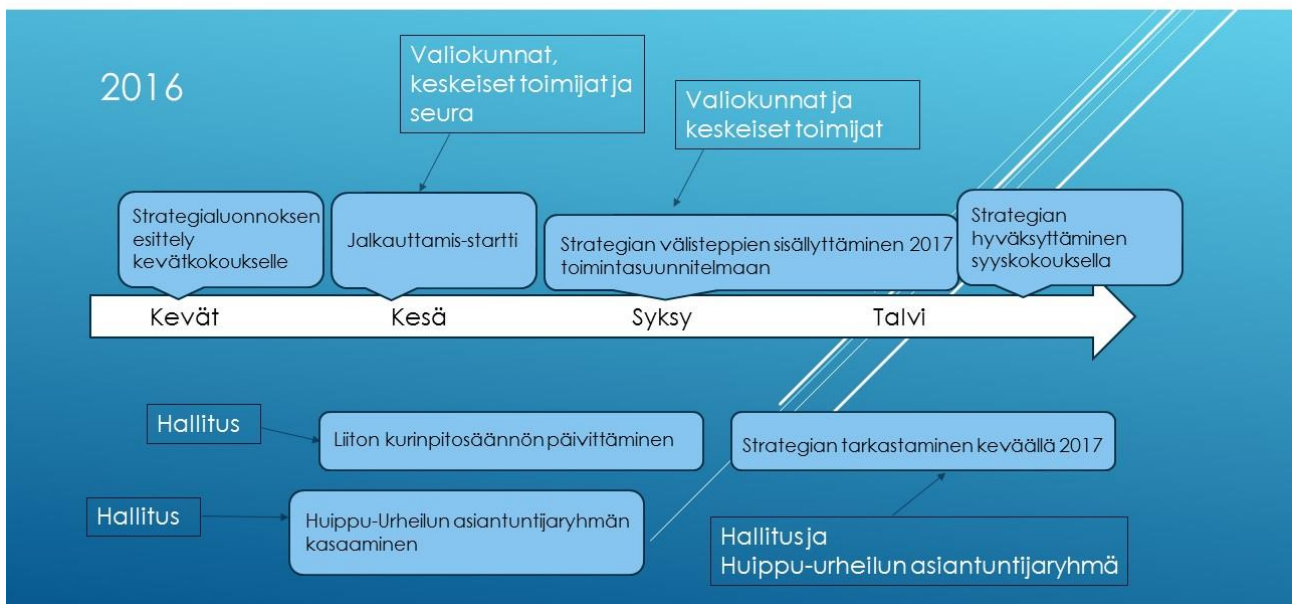 2016
Valiokunnat,
keskeiset toimijat ja
seura
Valiokunnat ja
keskeiset toimijat
Strategialuonnoksen
esittely
kevätkokoukselle
Jalkauttamis-startti
Strategian välisteppien sisällyttäminen 2017
toimintasuunnitelmaan
Strategian
hyväksyttäminen
syyskokouksella
Kevät
Kesä
Syksy
Talvi
Hallitus
Liiton kurinpitosäännön päivittäminen
Strategian tarkastaminen keväällä 2017
Hallitus
Huippu-Urheilun asiantuntijaryhmän
kasaaminen
Hallitus ja
Huippu-urheilun asiantuntijaryhmä